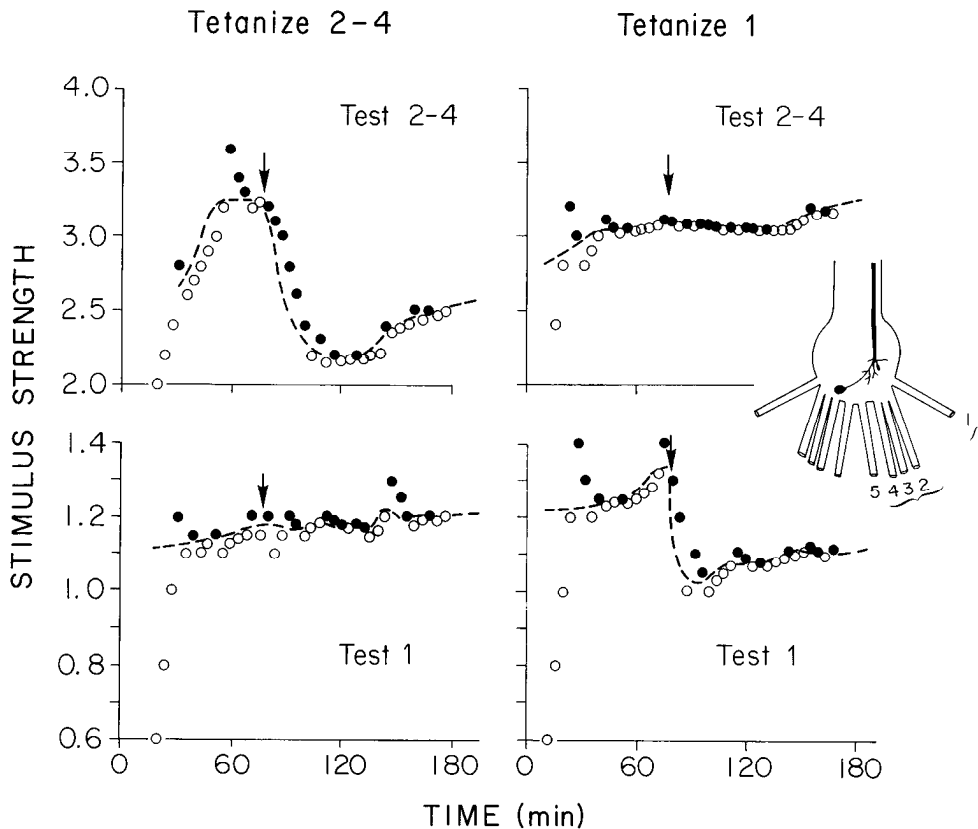 Tetanize 2-4
Tetanize 1
4.0
3.5
3.0
2.5
2.0
Test 2-4
Test 2-4
1
5 4 3 2
1.4
1.2
1.0
0.8
0.6
Test 1
Test 1
STIMULUS STRENGTH
0 60 120 180
0 60 120 180
TIME (min)